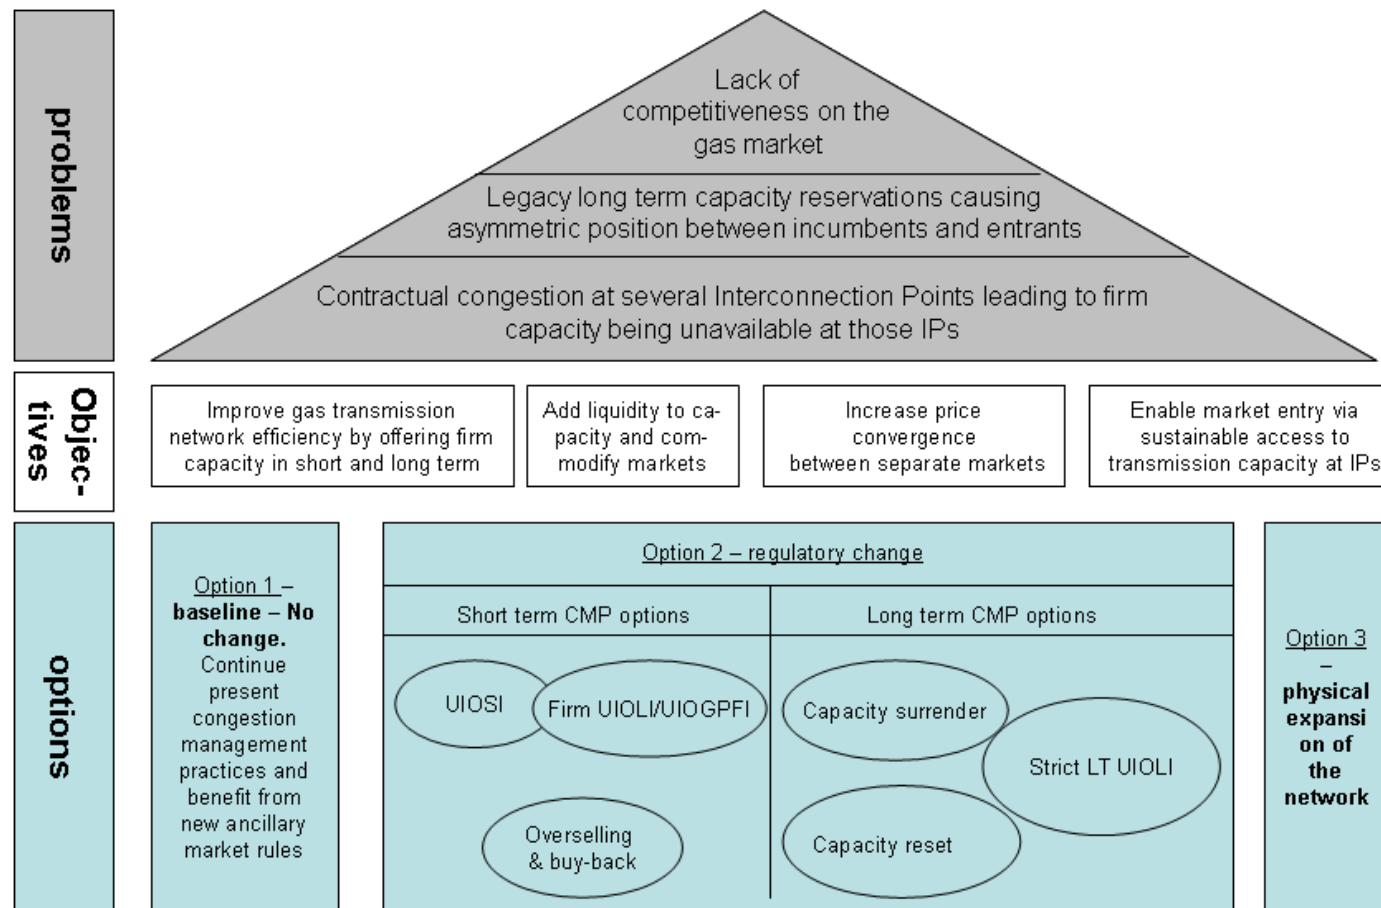 problems
Lack of
competitiveness on the
gas market
Legacy long term capacity reservations causing
asymmetric position between incumbents and entrants
Contractual congestion at several Interconnection Points leading to firm
capacity being unavailable at those IPs
Objec-
tives
Improve gas transmission
network efficiency by offering firm
capacity in short and long term
Add liquidity to ca-
pacity and com-
modify markets
Increase price
convergence
between separate markets
Enable market entry via
sustainable access to
transmission capacity at IPs
options
Option 1 –
baseline – No
change.
Continue
present
congestion
management
practices and
benefit from
new ancillary
market rules
Option 2 – regulatory change
Short term CMP options
Long term CMP options
UIOSI
Firm UIOLI/UIOGPFI
Overselling
& buy-back
Capacity surrender
Strict LT UIOLI
Capacity reset
Option 3
–
physical
expansi
on of
the
network